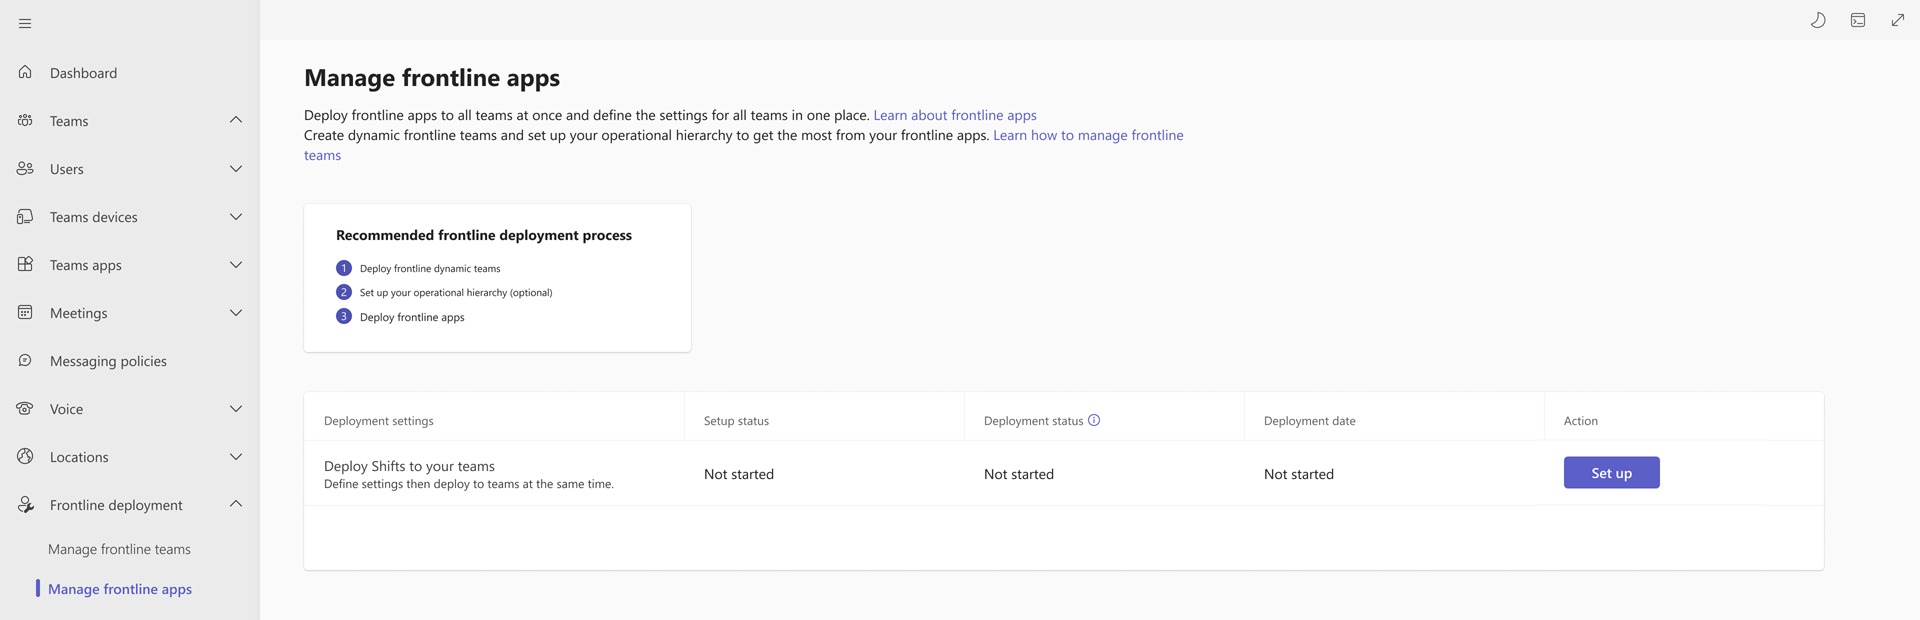 Dashboard
Teams
Users
Teams devices
Teams apps
Meetings
Messaging policies
Voice
Locations
Frontline deployment
Manage frontline teams
Manage frontline apps
Manage frontline apps
Deploy frontline apps to all teams at once and define the settings for all teams in one place. Learn about frontline apps
Create dynamic frontline teams and set up your operational hierarchy to get the most from your frontline apps. Learn how to manage frontline
teams
Recommended frontline deployment process
1 Deploy frontline dynamic teams
2 Set up your operational hierarchy (optional)
3 Deploy frontline apps
Deployment settings Setup status Deployment status Deployment date Action
Deploy Shifts to your teams
Define settings then deploy to teams at the same time.
Not started Not started Not started Set up